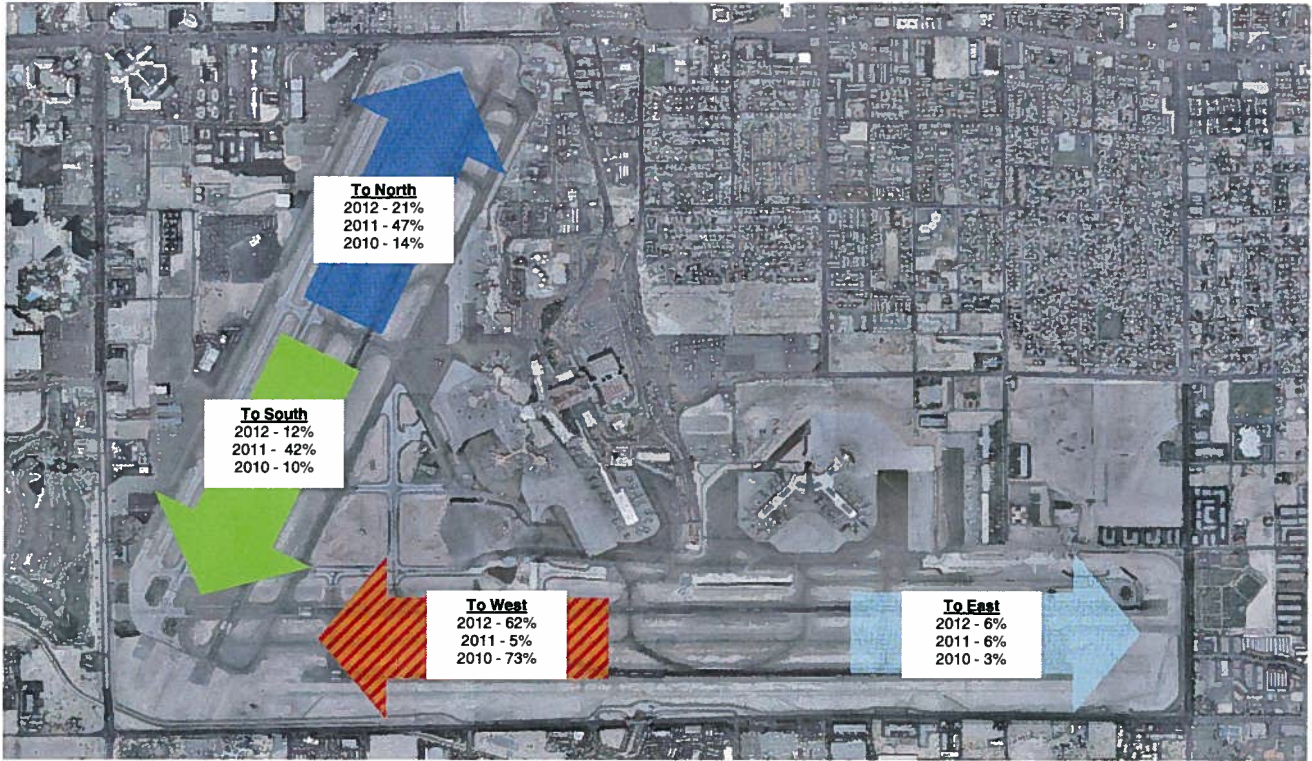 To North
2012 - 21%
2011 - 47%
2010 - 14%
To South
2012 - 12%
2011 - 42%
2010 - 10%
To West
2012 - 62%
2011 - 5%
2010 - 73%
To East
2012 - 6%
2011 - 6%
2010 - 3%